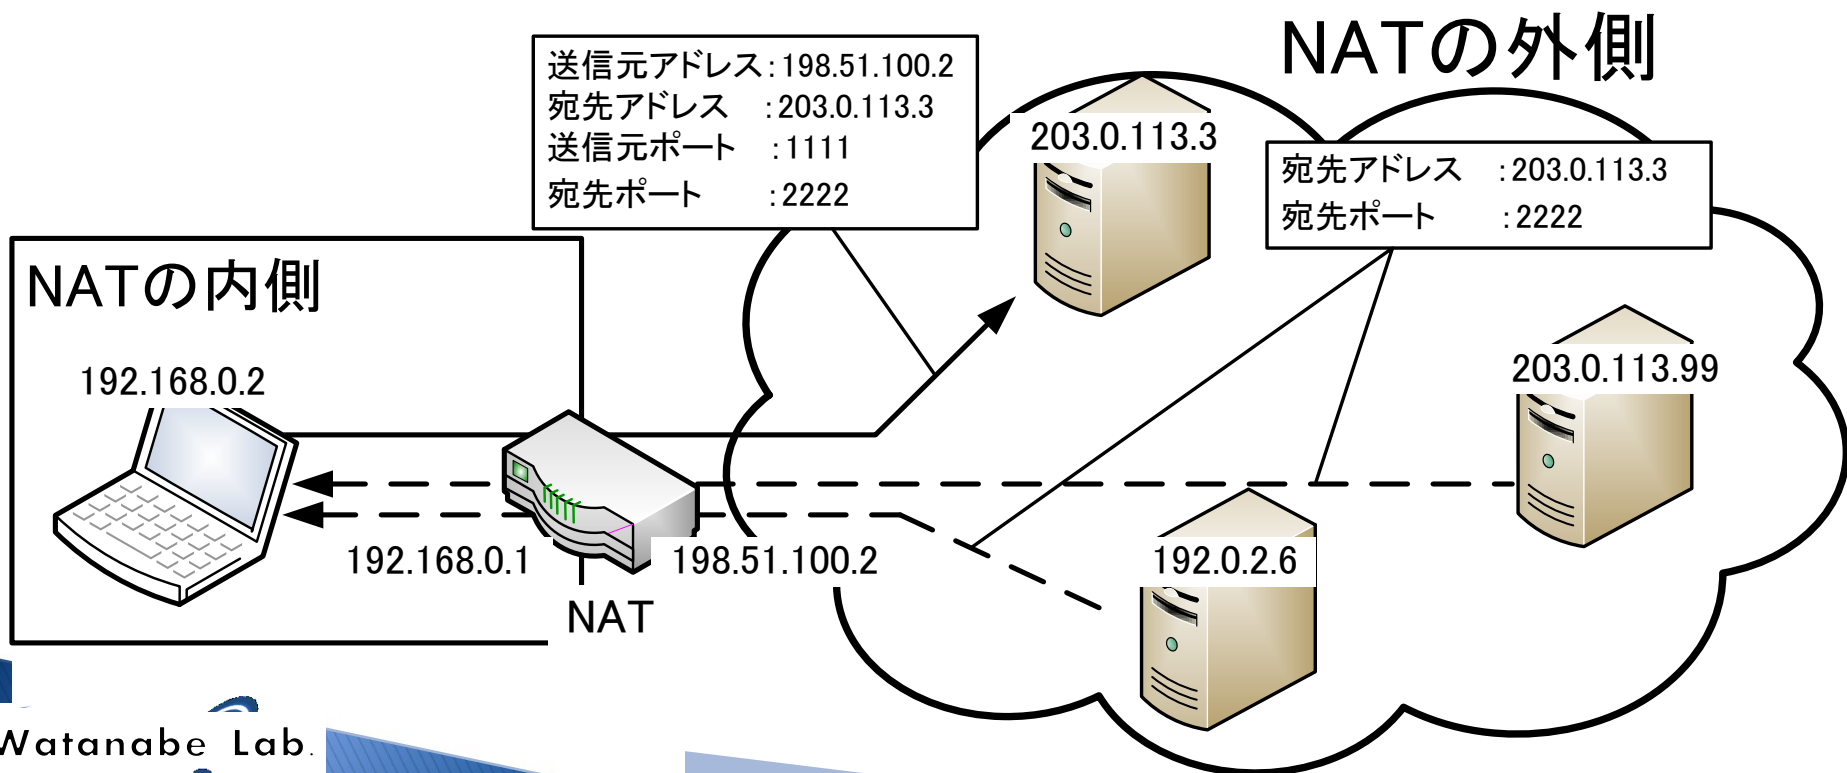 NATの外側
送信元アドレス:198.51.100.2
宛先アドレス :203.0.113.3
送信元ポート :1111
宛先ポート :2222
203.0.113.3
宛先アドレス :203.0.113.3
宛先ポート :2222
NATの内側
192.168.0.2
203.0.113.99
192.168.0.1
198.51.100.2
192.0.2.6
NAT
Watanabe Lab.